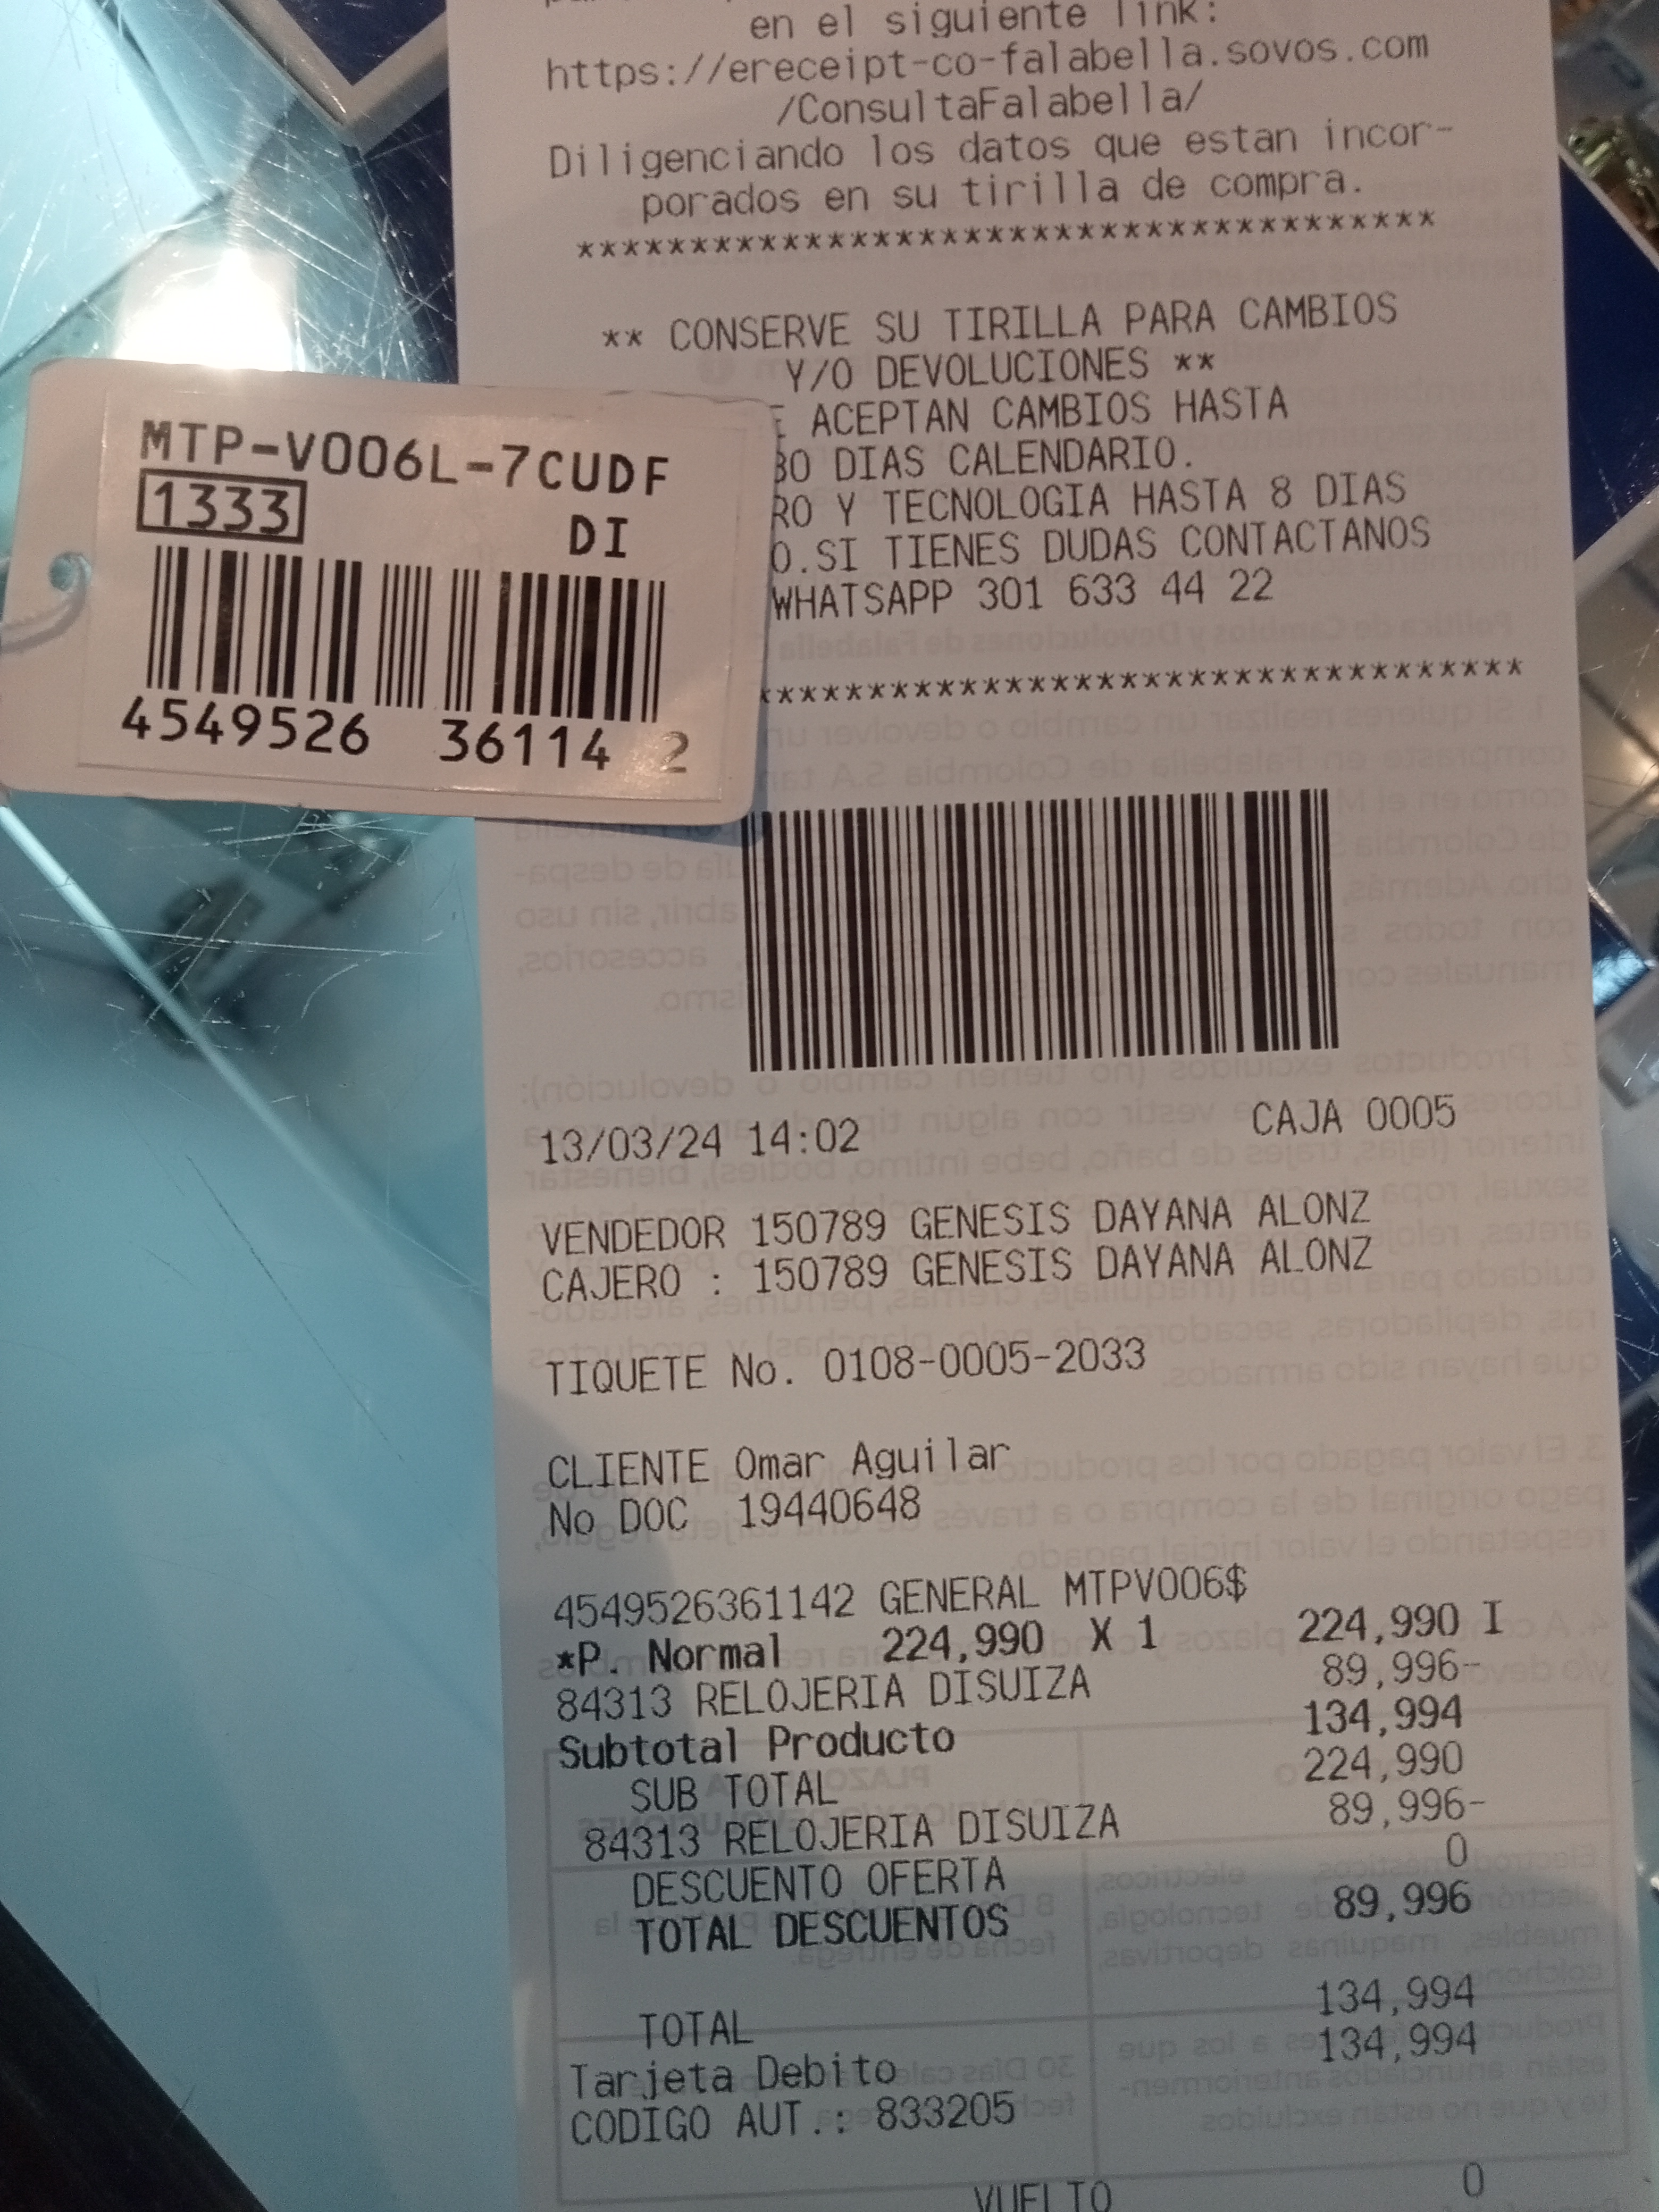 en el siguiente link:
https://ereceipt-co-falabella.sovos.com
/ConsultaFalabella/
Diligenciando los datos que estan incor-
porados en su tirilla de compra.
**************************************
** CONSERVE SU TIRILLA PARA CAMBIOS
Y/O DEVOLUCIONES **
ACEPTAN CAMBIOS HASTA
30 DIAS CALENDARIO.
RO Y TECNOLOGIA HASTA 8 DIAS
O.SI TIENES DUDAS CONTACTANOS
WHATSAPP 301 633 44 22
**********************************
MTP-V006L-7CUDF
1333
DI
4549526 36114 2
13/03/24 14:02 CAJA 0005
VENDEDOR 150789 GENESIS DAYANA ALONZ
CAJERO : 150789 GENESIS DAYANA ALONZ
TIQUETE No. 0108-0005-2033
CLIENTE Omar Aguilar
No DOC 19440648
4549526361142 GENERAL MTPV006$
*P. Normal 224,990 X 1 224,990 I
84313 RELOJERIA DISUIZA 89,996-
Subtotal Producto 134,994
SUB TOTAL 224,990
84313 RELOJERIA DISUIZA 89,996-
DESCUENTO OFERTA 0
TOTAL DESCUENTOS 89,996
TOTAL 134,994
Tarjeta Debito 134,994
CODIGO AUT.: 833205
VUELTO 0